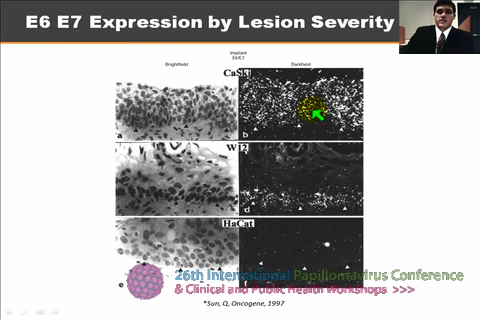 E6 E7 Expression by Lesion Severity
Implant
E6/E7
Brightfield
Darkfield
CaSki
a
b
W12
c
d
HaCat
e
f
26th International Papillomavirus Conference
& Clinical and Public Health Workshops >>>
*Sun, Q, Oncogene, 1997